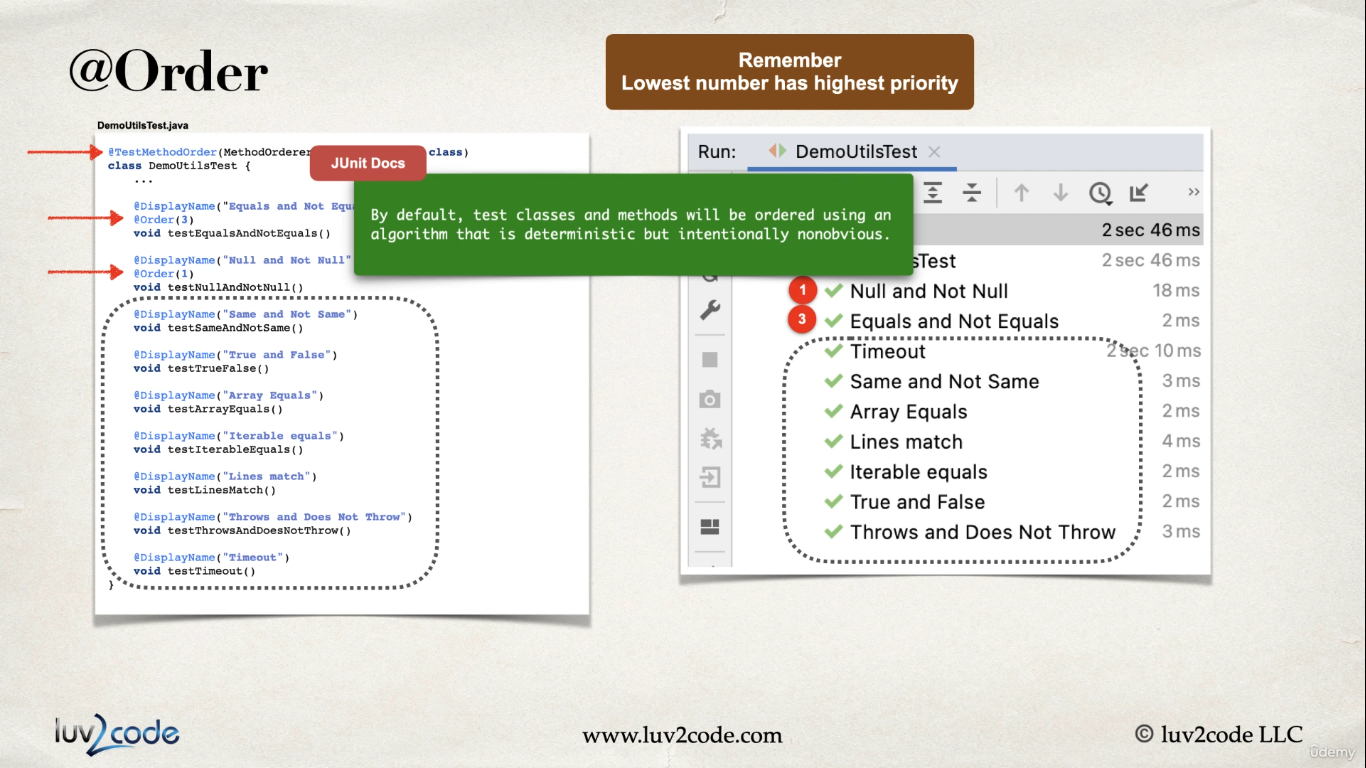 @Order
Remember
Lowest number has highest priority
DemoUtilsTest.java
@TestMethodOrder(MethodOrderer class)
class DemoUtilsTest {
...
@DisplayName("Equals and Not Equ
@Order(3)
void testEqualsAndNotEquals()
@DisplayName("Null and Not Null"
@Order(1)
void testNullAndNotNull()
@DisplayName("Same and Not Same")
void testSameAndNotSame()
@DisplayName("True and False")
void testTrueFalse()
@DisplayName("Array Equals")
void testArrayEquals()
@DisplayName("Iterable equals")
void testIterableEquals()
@DisplayName("Lines match")
void testLinesMatch()
@DisplayName("Throws and Does Not Throw")
void testThrowsAndDoesNotThrow()
@DisplayName("Timeout")
void testTimeout()
}
JUnit Docs
By default, test classes and methods will be ordered using an
algorithm that is deterministic but intentionally nonobvious.
Run: DemoUtilsTest
2 sec 46 ms
sTest 2 sec 46 ms
1 Null and Not Null 18 ms
3 Equals and Not Equals 2 ms
Timeout 2 sec 10 ms
Same and Not Same 3 ms
Array Equals 2 ms
Lines match 4 ms
Iterable equals 2 ms
True and False 2 ms
Throws and Does Not Throw 3 ms
luv2code
www.luv2code.com
© luv2code LLC
ûdemy